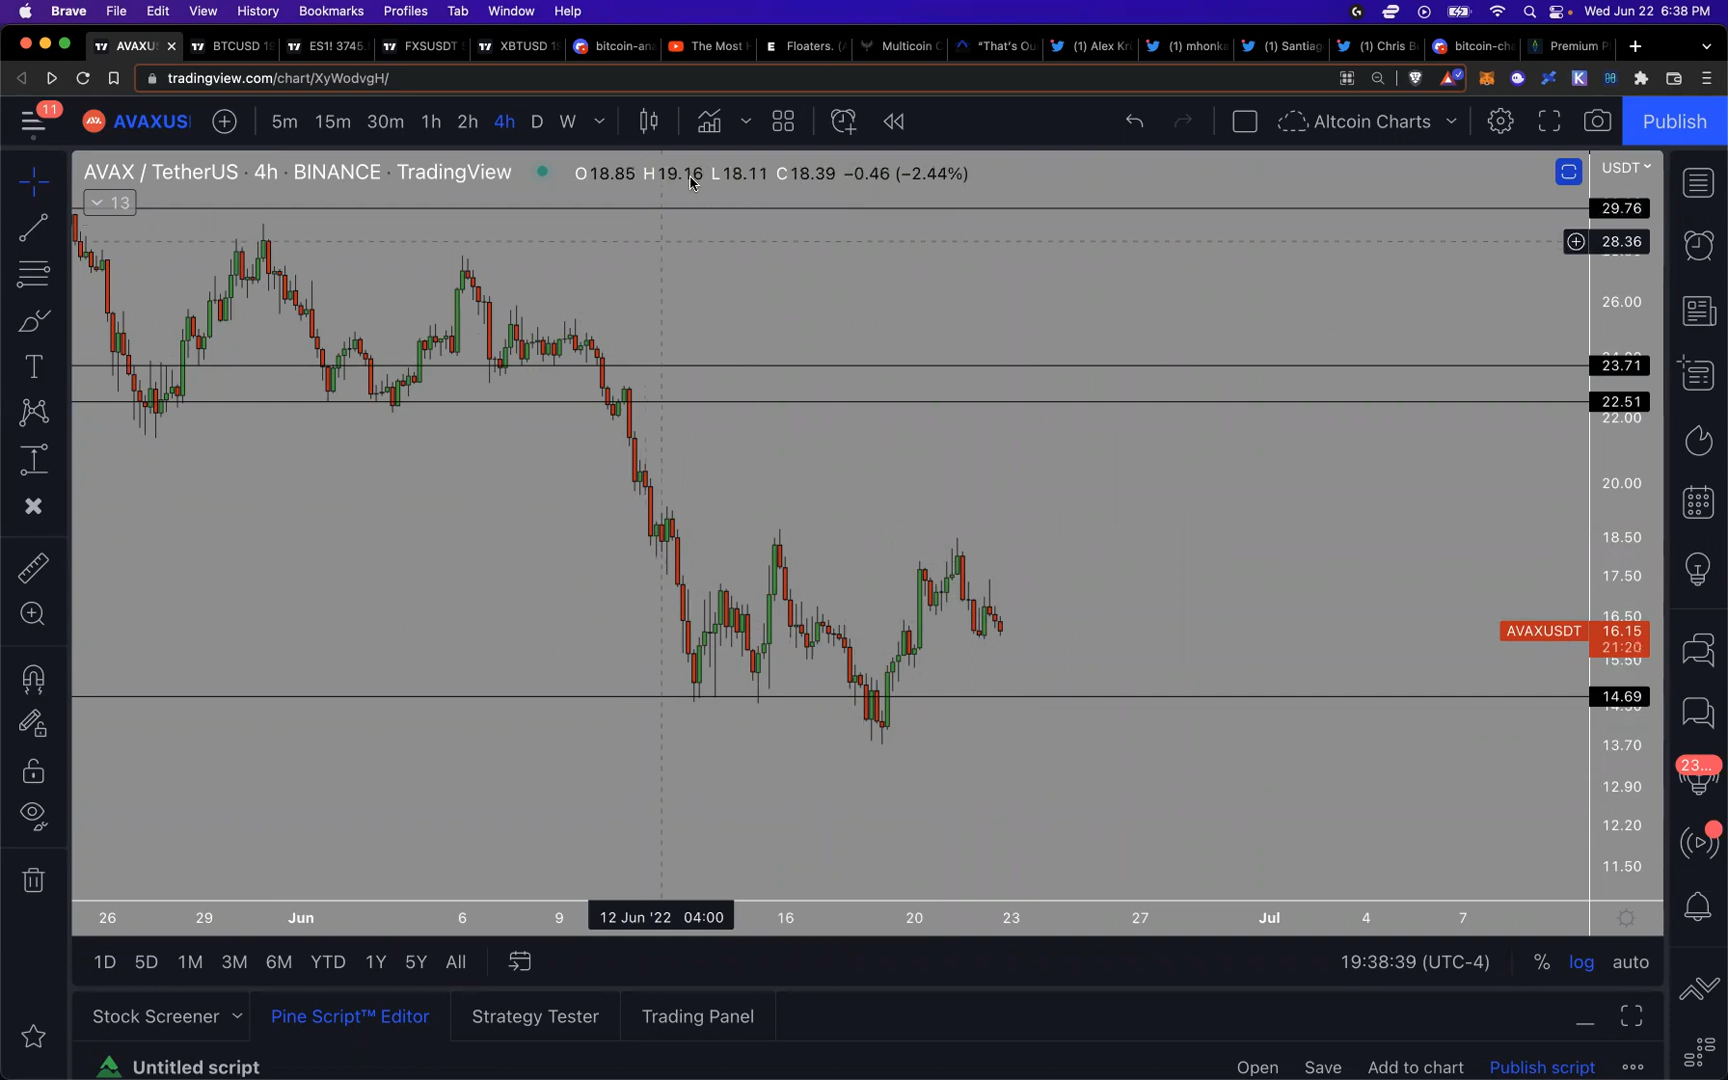 Brave File Edit View History Bookmarks Profiles Tab Window Help Wed Jun 22 6:38 PM
AVAXUS BTCUSD 19 ES1! 3745. FXSUSDT XBTUSD 19 bitcoin-an The Most Floaters. ( Multicoin C "That's Ou (1) Alex Kr (1) mhonka (1) Santiag (1) Chris B bitcoin-ch Premium P
tradingview.com/chart/XyWodvgH/
11 AVAXUS 5m 15m 30m 1h 2h 4h D W Altcoin Charts Publish
AVAX / TetherUS · 4h · BINANCE · TradingView O18.85 H19.16 L18.11 C18.39 −0.46 (−2.44%) USDT
13
29.76
28.36
26.00
23.71
22.51
22.00
20.00
18.50
17.50
16.50
AVAXUSDT 16.15
21:20
15.50
14.69
13.70
23...
12.90
12.20
11.50
26 29 Jun 6 9 12 Jun '22 04:00 16 20 23 27 Jul 4 7
1D 5D 1M 3M 6M YTD 1Y 5Y All 19:38:39 (UTC-4) % log auto
Stock Screener Pine Script™ Editor Strategy Tester Trading Panel
Untitled script Open Save Add to chart Publish script